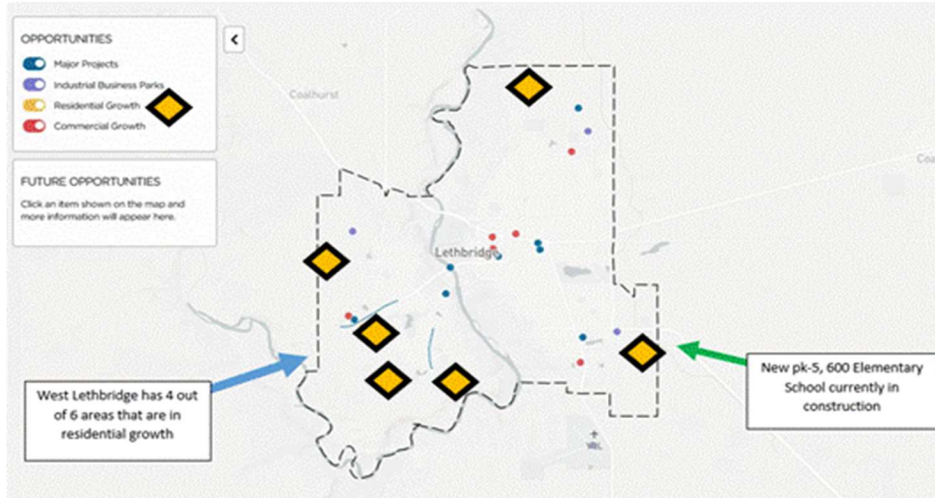 OPPORTUNITIES
Major Projects
Industrial Business Parks
Residential Growth
Commercial Growth
FUTURE OPPORTUNITIES
Click an item shown on the map and
more information will appear here.
Coalhurst
Lethbridge
West Lethbridge has 4 out
of 6 areas that are in
residential growth
New pk-5, 600 Elementary
School currently in
construction